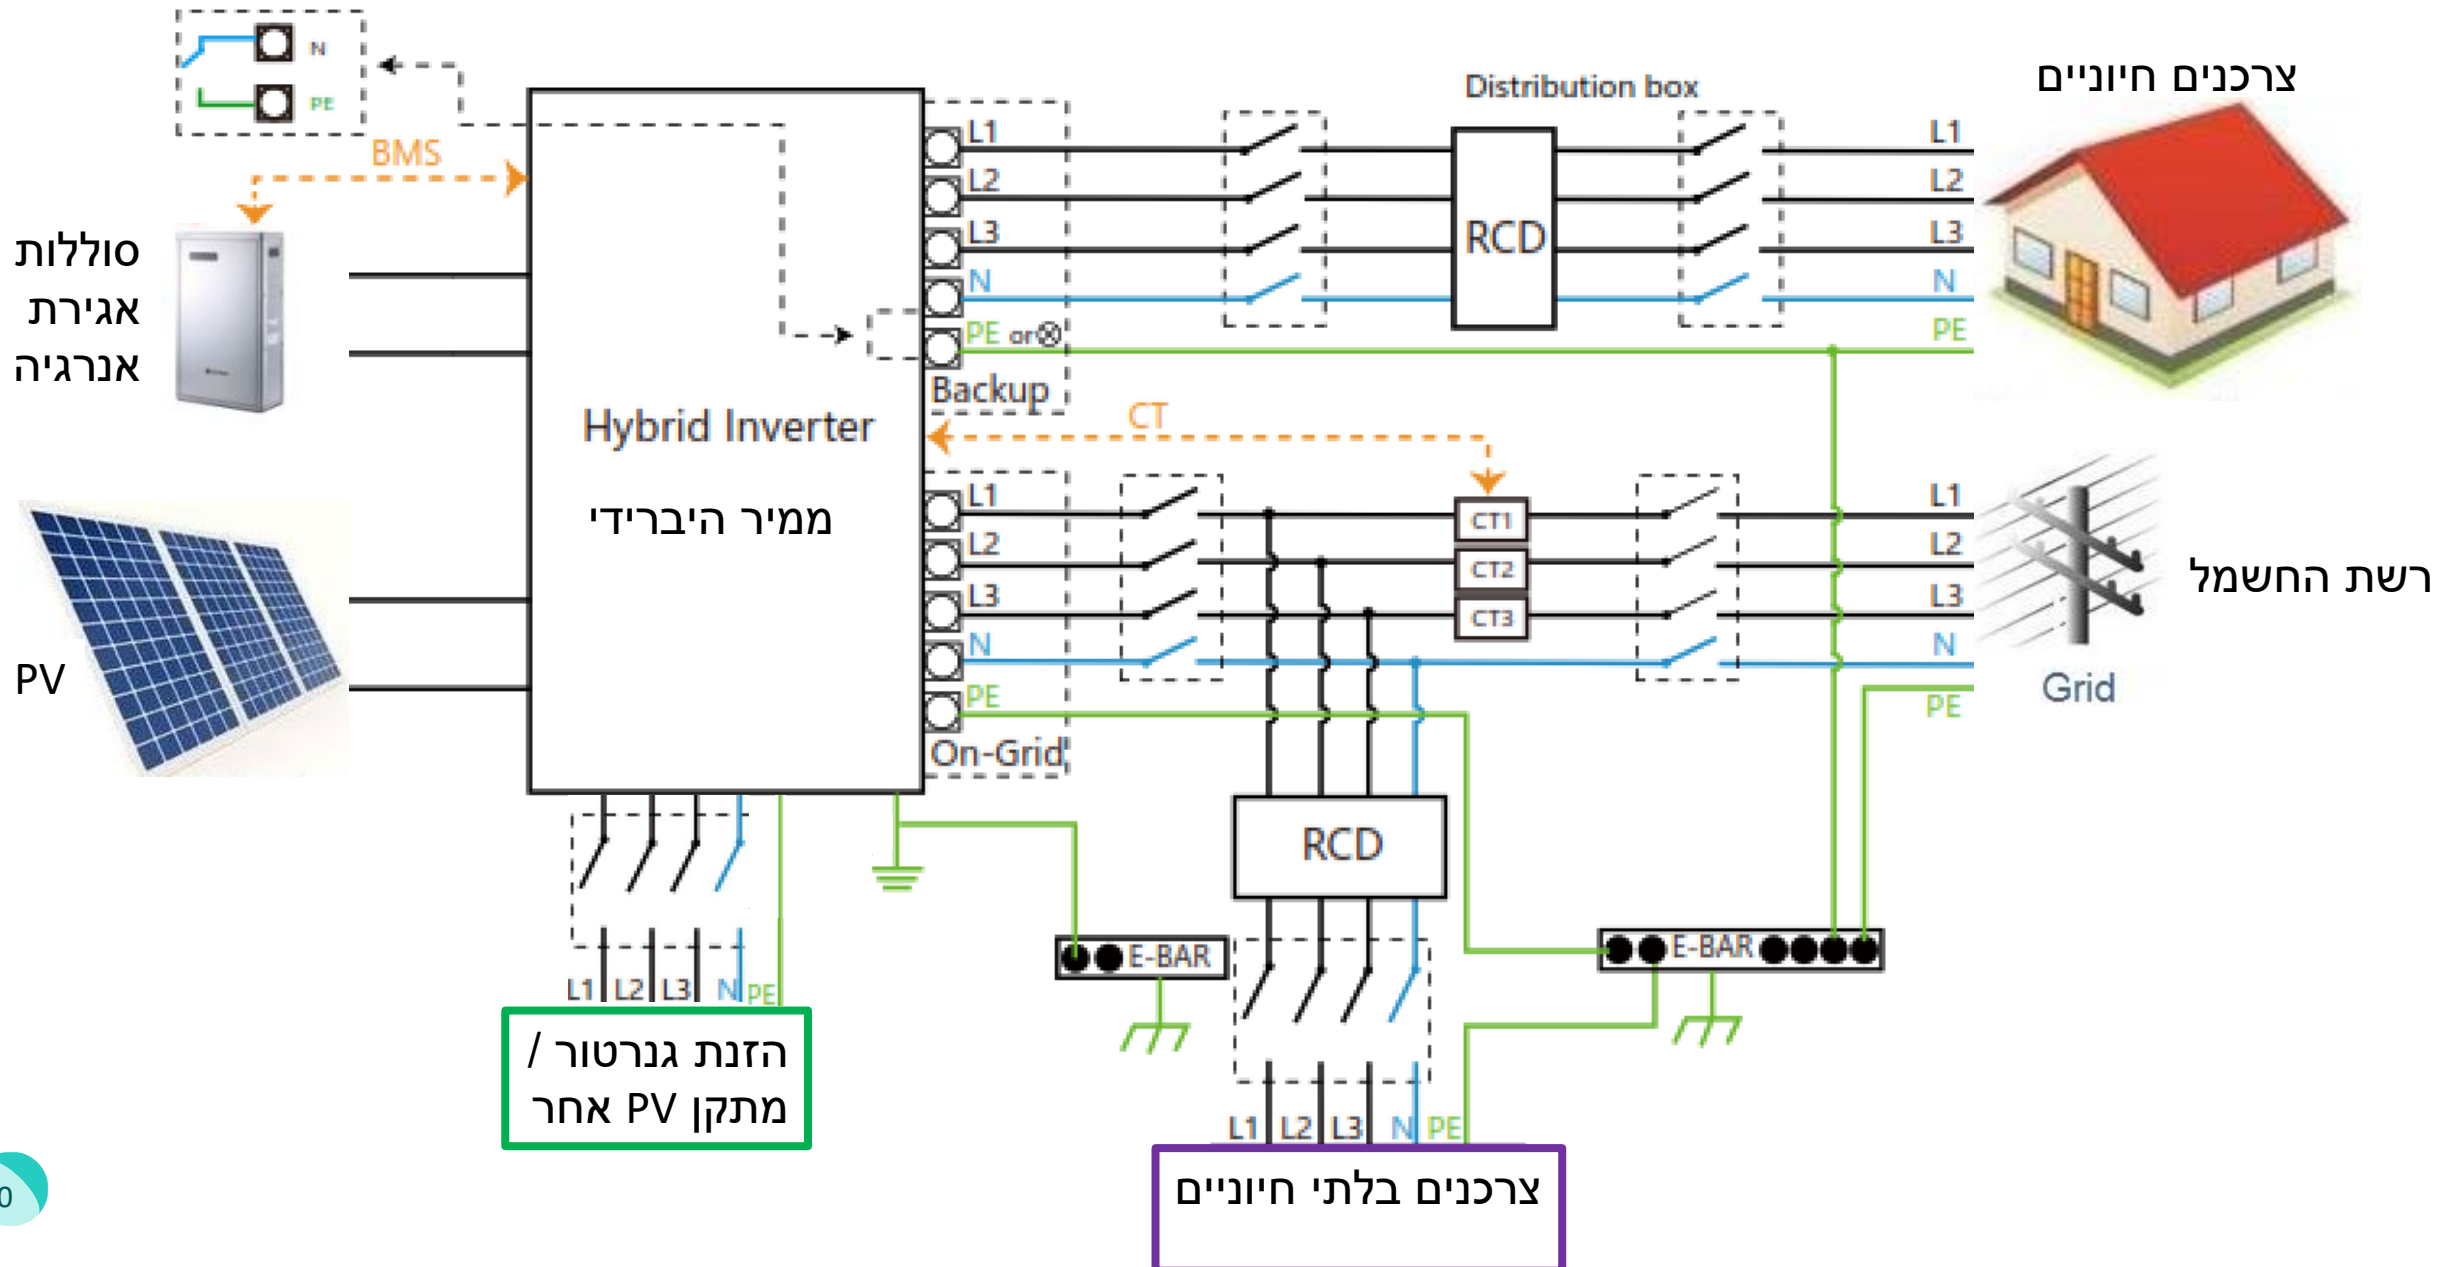 N
PE
BMS
סוללות
אגירת
אנרגיה
PV
Hybrid Inverter
ממיר היברידי
L1
L2
L3
N
PE or⊗
Backup
Distribution box
RCD
צרכנים חיוניים
L1
L2
L3
N
PE
CT
L1
L2
L3
N
PE
On-Grid
CT1
CT2
CT3
L1
L2
L3
N
PE
רשת החשמל
Grid
RCD
E-BAR
E-BAR
L1 L2 L3 N PE
הזנת גנרטור /
מתקן PV אחר
L1 L2 L3 N PE
צרכנים בלתי חיוניים
0